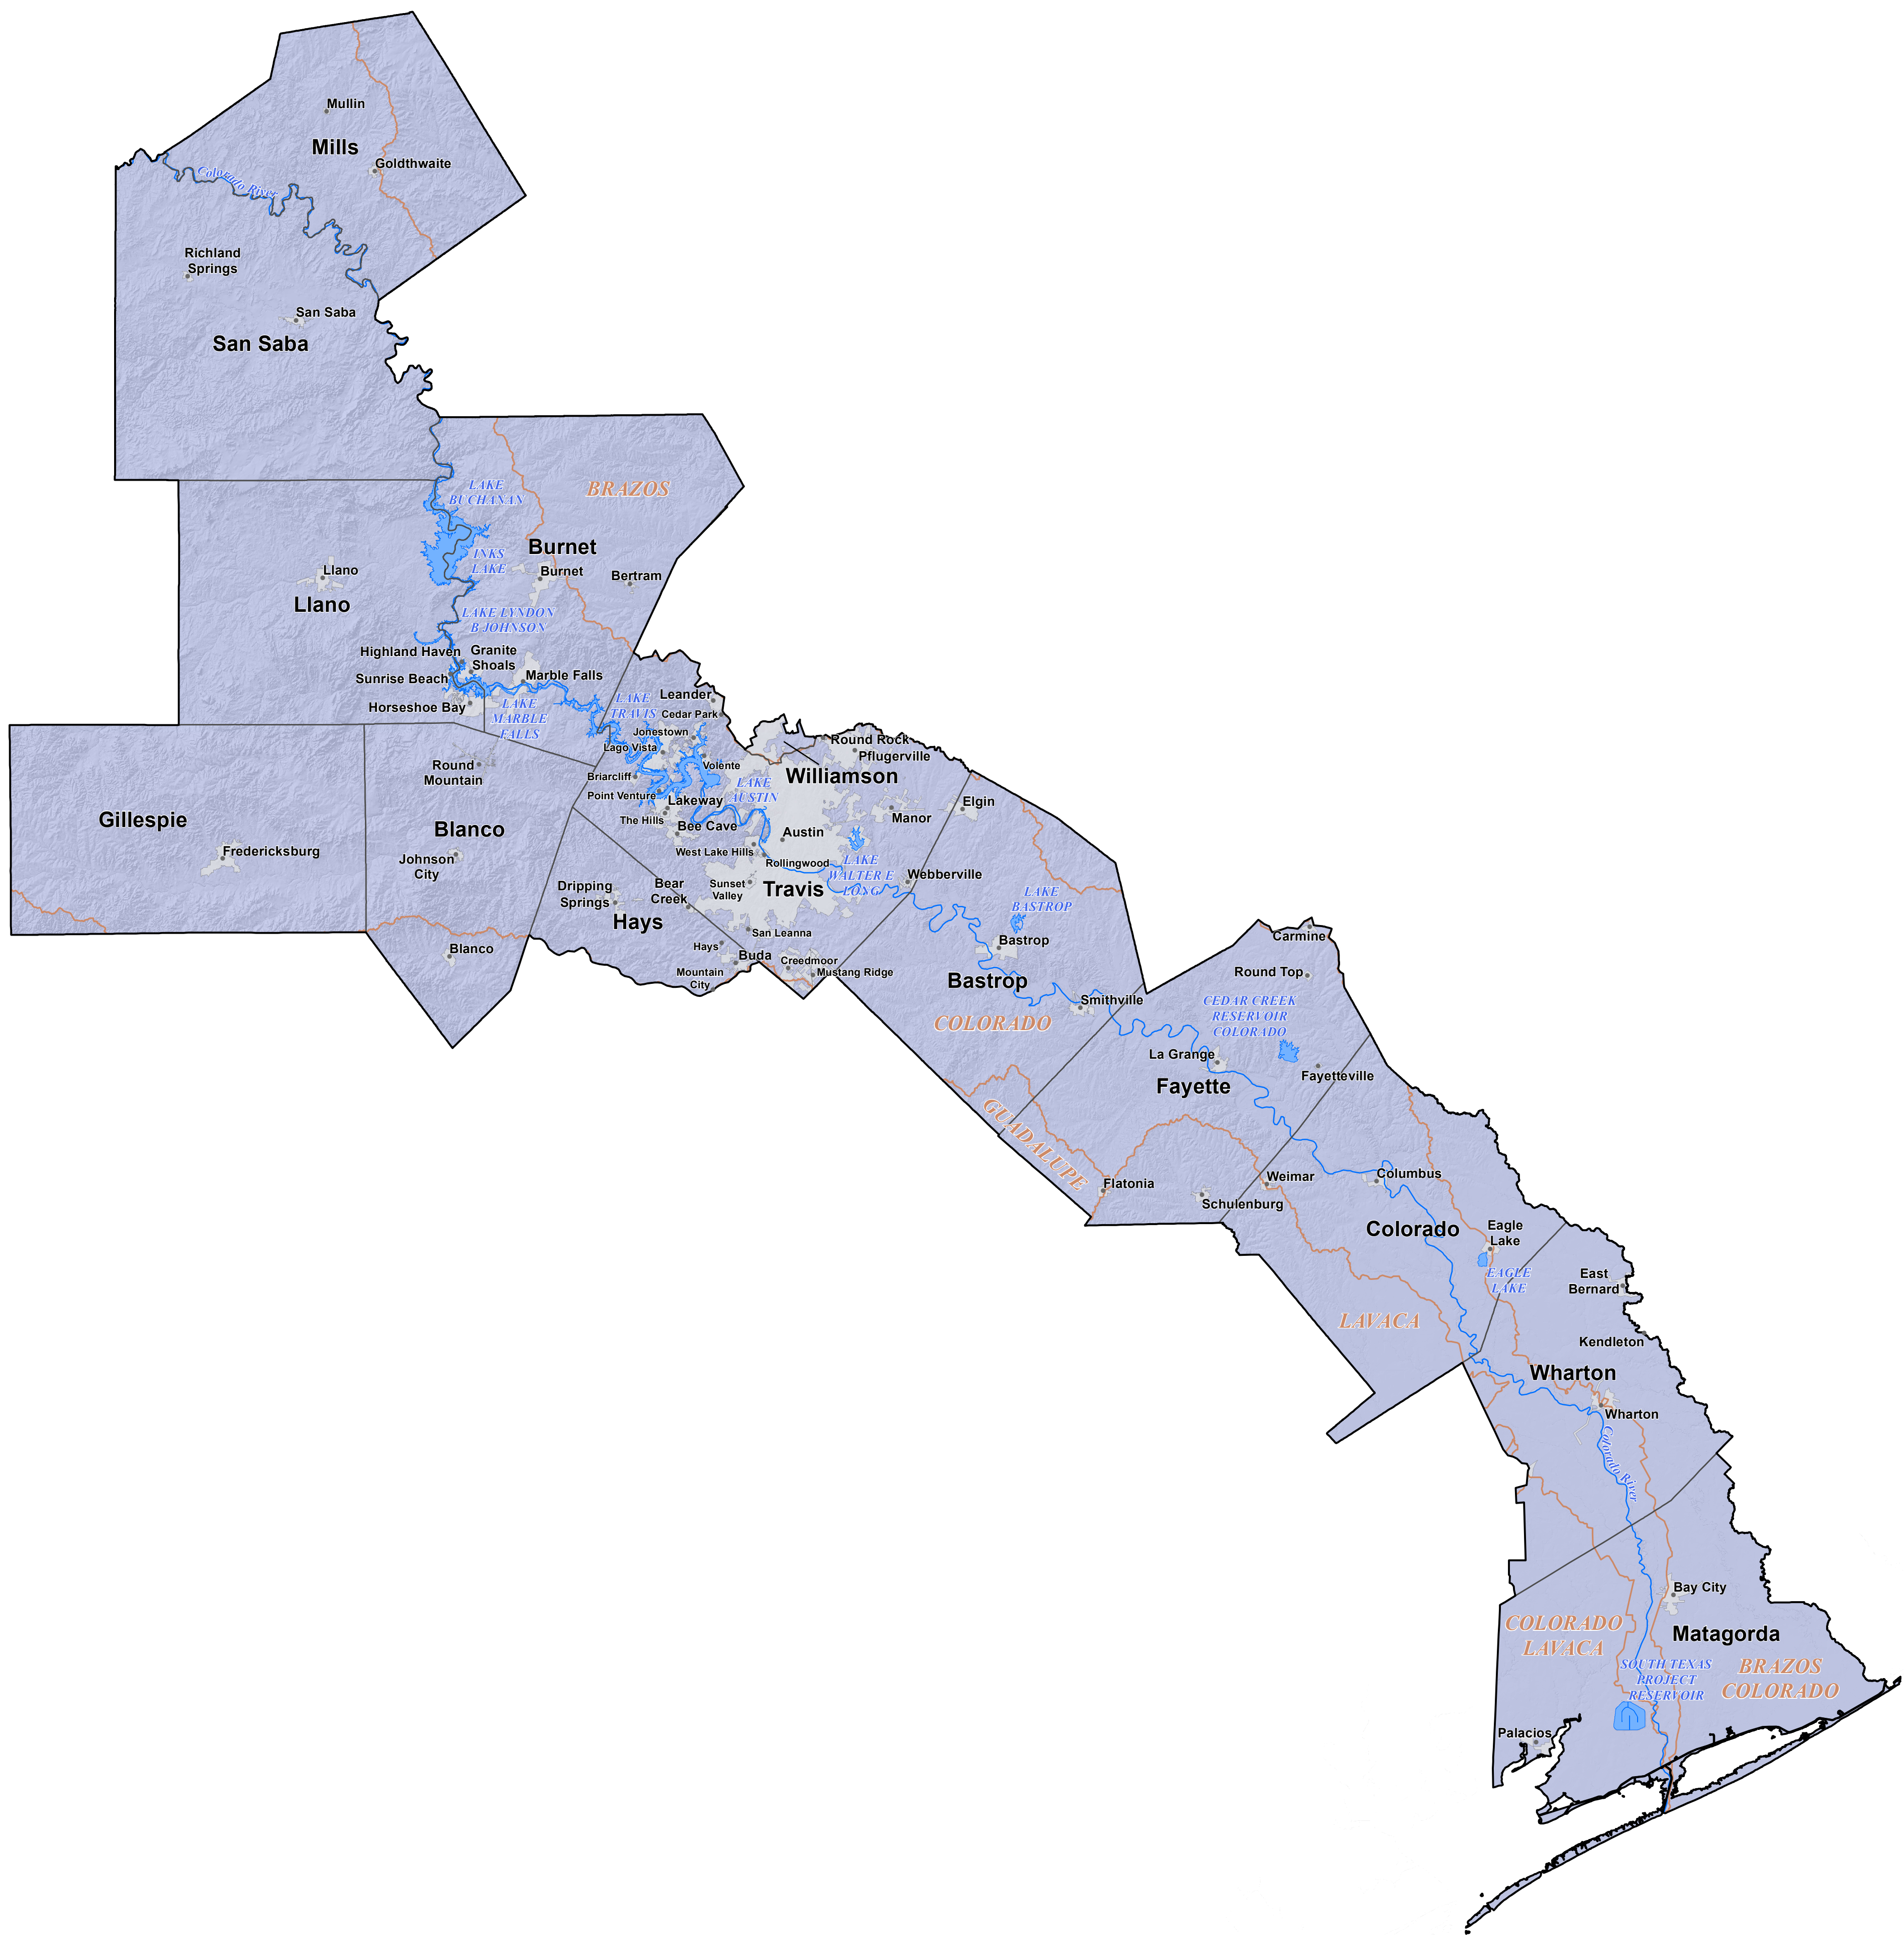 Mullin
Mills
Goldthwaite
Colorado River
Richland
Springs
San Saba
San Saba
LAKE
BUCHANAN
BRAZOS
INKS
LAKE
Burnet
Burnet
Bertram
Llano
Llano
LAKE LYNDON
B JOHNSON
Highland Haven
Granite
Shoals
Sunrise Beach
Marble Falls
Horseshoe Bay
LAKE
MARBLE
FALLS
LAKE
TRAVIS
Leander
Cedar Park
Jonestown
Lago Vista
Volente
Briarcliff
Point Venture
Lakeway
The Hills
Bee Cave
West Lake Hills
Rollingwood
LAKE
AUSTIN
Austin
Round Rock
Pflugerville
Williamson
Manor
Elgin
Round
Mountain
Gillespie
Fredericksburg
Blanco
Johnson
City
Blanco
Dripping
Springs
Bear
Creek
Hays
Sunset
Valley
Travis
LAKE
WALTER E
LONG
Webberville
San Leanna
Hays
Buda
Mountain
City
Creedmoor
Mustang Ridge
LAKE
BASTROP
Bastrop
Bastrop
Smithville
COLORADO
Carmine
Round Top
CEDAR CREEK
RESERVOIR
COLORADO
La Grange
Fayette
Fayetteville
GUADALUPE
Flatonia
Schulenburg
Weimar
Columbus
Colorado
Eagle
Lake
EAGLE
LAKE
LAVACA
East
Bernard
Kendleton
Wharton
Wharton
Colorado River
Bay City
COLORADO
LAVACA
Matagorda
SOUTH TEXAS
PROJECT
RESERVOIR
BRAZOS
COLORADO
Palacios